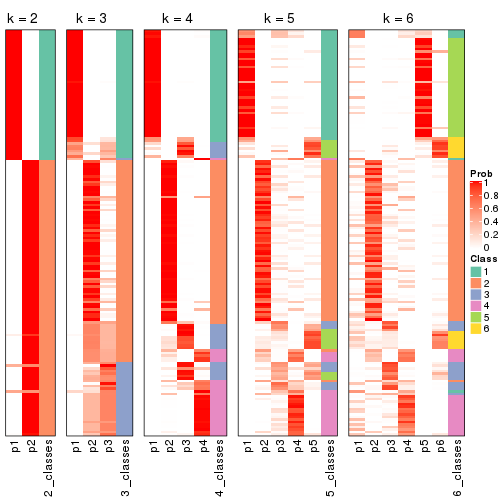 k = 2
k = 3
k = 4
k = 5
k = 6
Prob
1
0.8
0.6
0.4
0.2
0
Class
1
2
3
4
5
6
p1
p2
2_classes
p1
p2
p3
3_classes
p1
p2
p3
p4
4_classes
p1
p2
p3
p4
p5
5_classes
p1
p2
p3
p4
p5
p6
6_classes